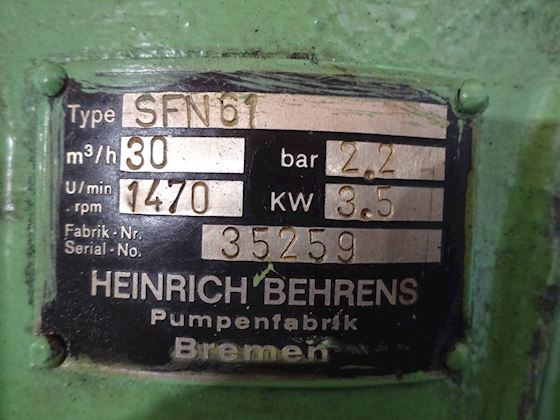 Type SFN61
m³/h 30 bar 2.2
U/min 1470 KW 3.5
rpm
Fabrik-Nr. 35259
Serial-No.
HEINRICH BEHRENS
Pumpenfabrik
Bremen